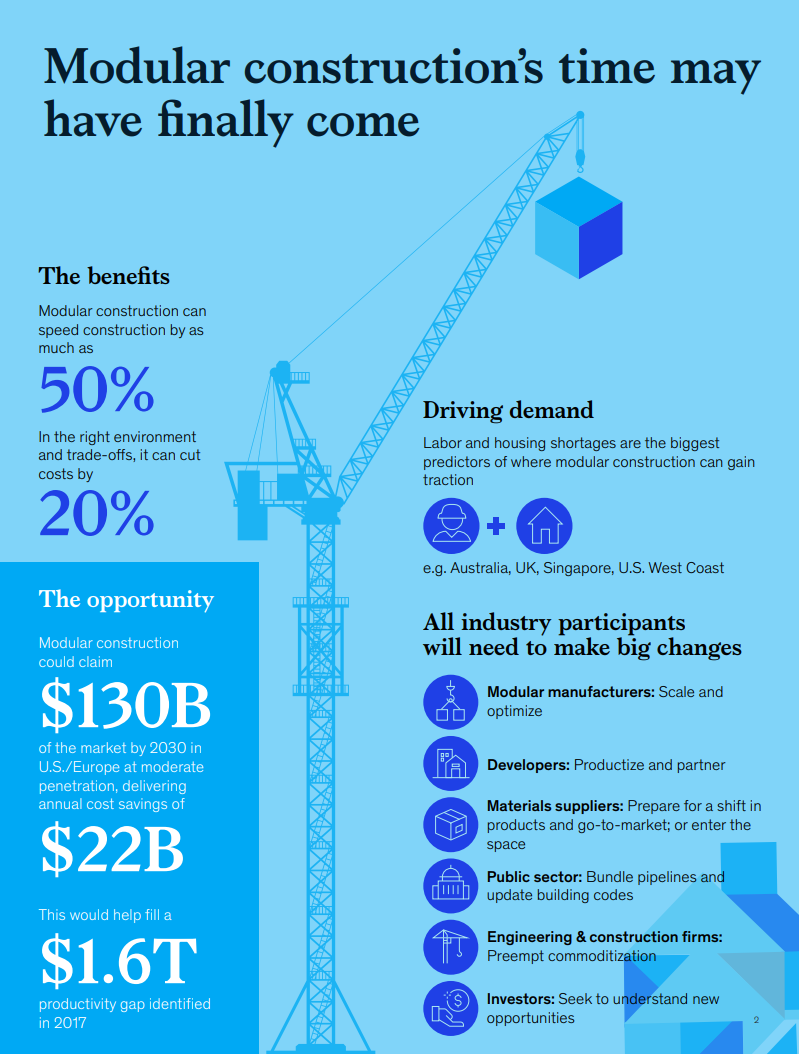 Modular construction's time may
have finally come
The benefits
Modular construction can
speed construction by as
much as
50%
In the right environment
and trade-offs, it can cut
costs by
20%
The opportunity
Modular construction
could claim
$130B
of the market by 2030 in
U.S./Europe at moderate
penetration, delivering
annual cost savings of
$22B
This would help fill a
$1.6T
productivity gap identified
in 2017
Driving demand
Labor and housing shortages are the biggest
predictors of where modular construction can gain
traction
e.g. Australia, UK, Singapore, U.S. West Coast
All industry participants
will need to make big changes
Modular manufacturers: Scale and
optimize
Developers: Productize and partner
Materials suppliers: Prepare for a shift in
products and go-to-market; or enter the
space
Public sector: Bundle pipelines and
update building codes
Engineering & construction firms:
Preempt commoditization
Investors: Seek to understand new
opportunities
2